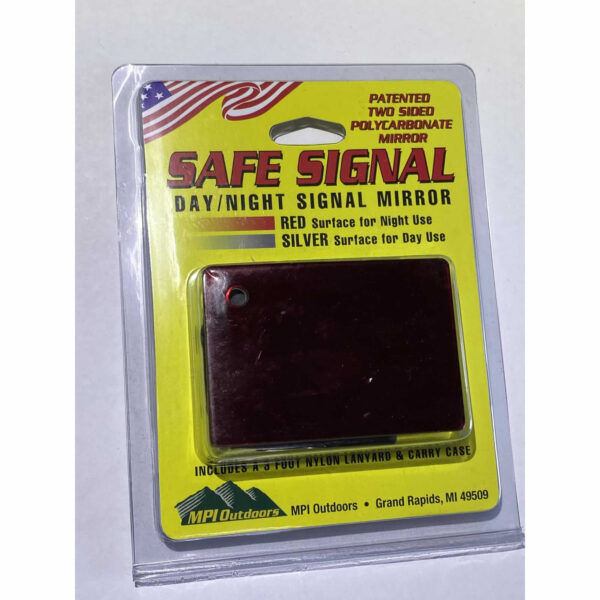 PATENTED
TWO SIDED
POLYCARBONATE
MIRROR
SAFE SIGNAL
DAY/NIGHT SIGNAL MIRROR
RED Surface for Night Use
SILVER Surface for Day Use
INCLUDES A 3 FOOT NYLON LANYARD & CARRY CASE
MPI Outdoors
MPI Outdoors • Grand Rapids, MI 49509